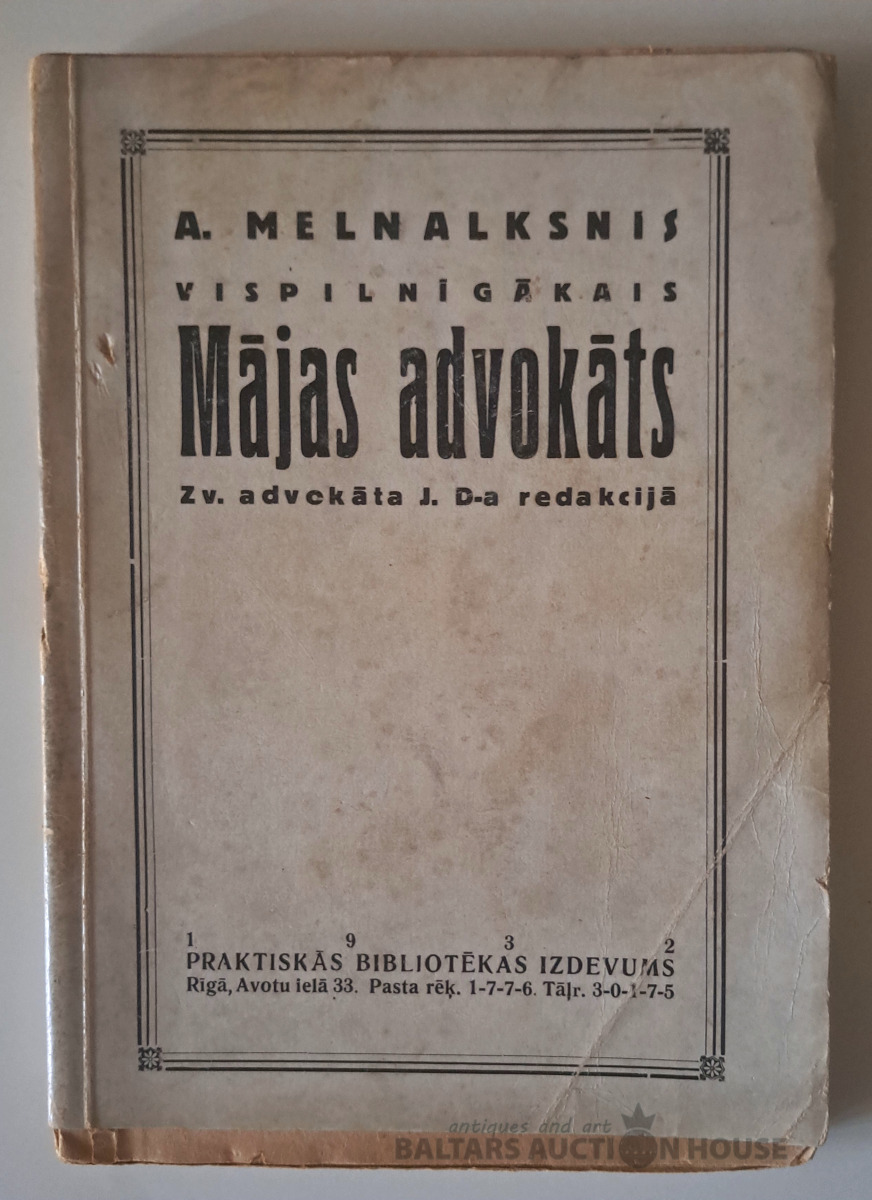 A. MELNALKSNIS
VISPILNĪGĀKAIS
Mājas advokāts
Zv. advokāta J. D-a redakcijā
1 9 3 2
PRAKTISKĀS BIBLIOTĒKAS IZDEVUMS
Rīgā, Avotu ielā 33. Pasta rēķ. 1-7-7-6. Tāļr. 3-0-1-7-5
antiques and art
BALTARS AUCTION HOUSE